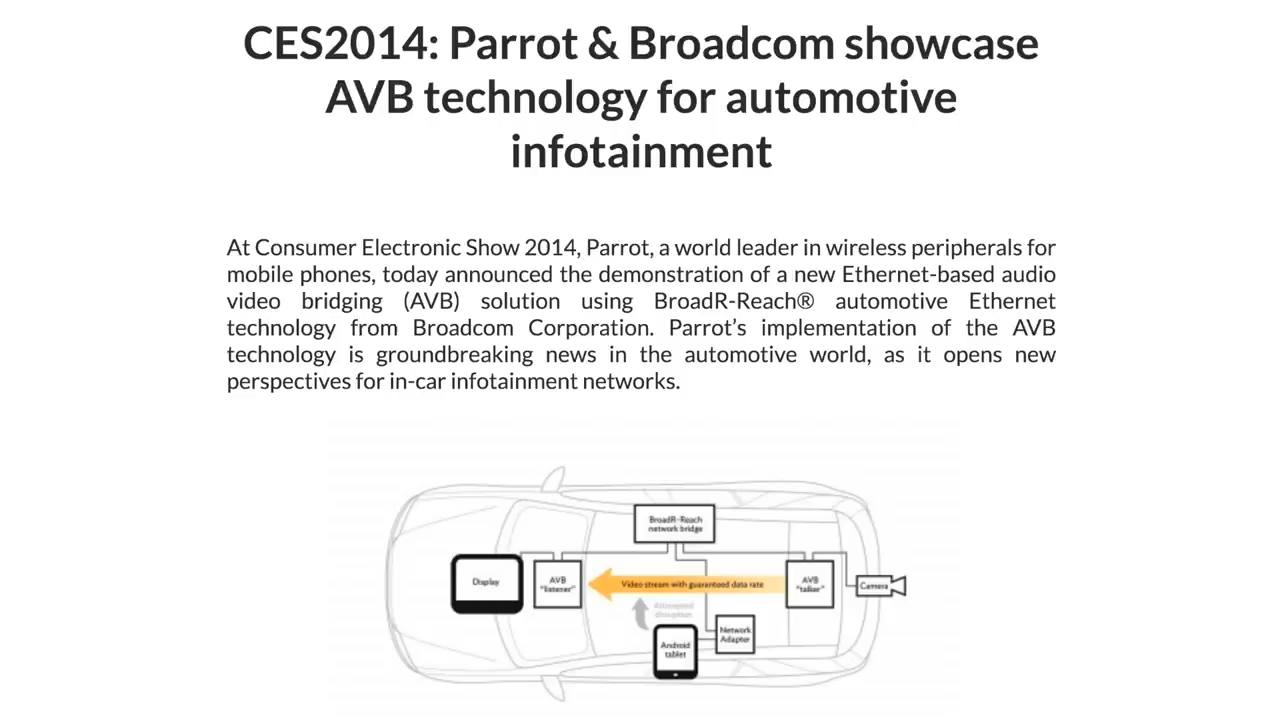 CES2014: Parrot & Broadcom showcase
AVB technology for automotive
infotainment
At Consumer Electronic Show 2014, Parrot, a world leader in wireless peripherals for
mobile phones, today announced the demonstration of a new Ethernet-based audio
video bridging (AVB) solution using BroadR-Reach® automotive Ethernet
technology from Broadcom Corporation. Parrot’s implementation of the AVB
technology is groundbreaking news in the automotive world, as it opens new
perspectives for in-car infotainment networks.
BroadR-Reach
network bridge
Display
AVB
"listener"
Video stream with guaranteed data rate
AVB
"talker"
Camera
Attempted
disruption
Network
Adapter
Android
tablet